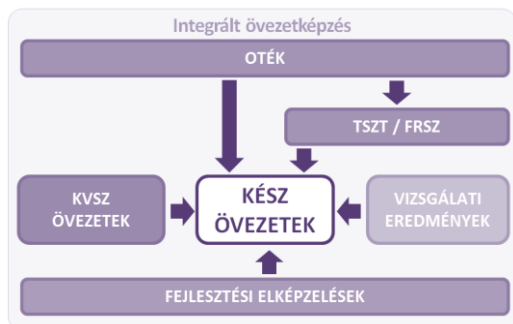 Integrált övezetképzés
OTÉK
TSZT / FRSZ
KVSZ
ÖVEZETEK
KÉSZ
ÖVEZETEK
VIZSGÁLATI
EREDMÉNYEK
FEJLESZTÉSI ELKÉPZELÉSEK